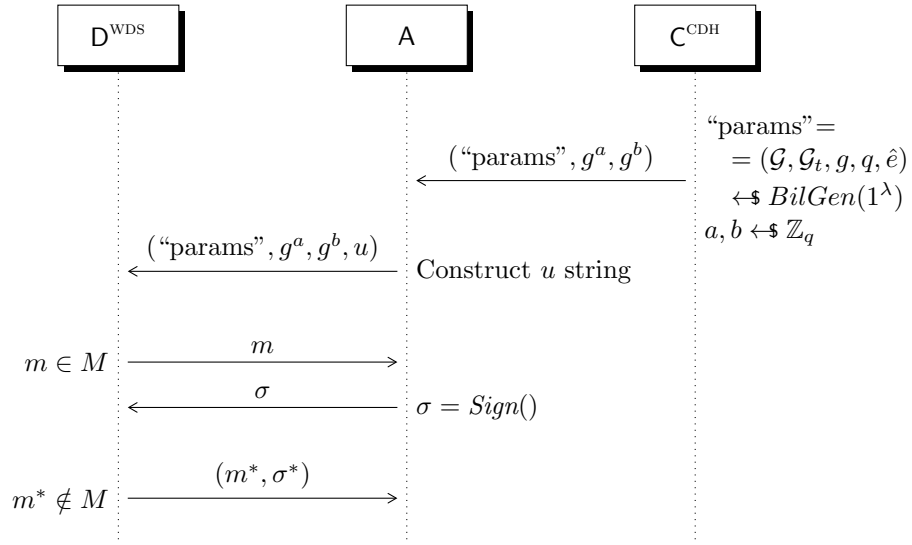 D^WDS A C^CDH
("params", g^a, g^b)
"params"=
= (𝒢, 𝒢_t, g, q, ê)
↞$ BilGen(1^λ)
a, b ↞$ ℤ_q
("params", g^a, g^b, u)
Construct u string
m ∈ M
m
σ
σ = Sign()
(m*, σ*)
m* ∉ M